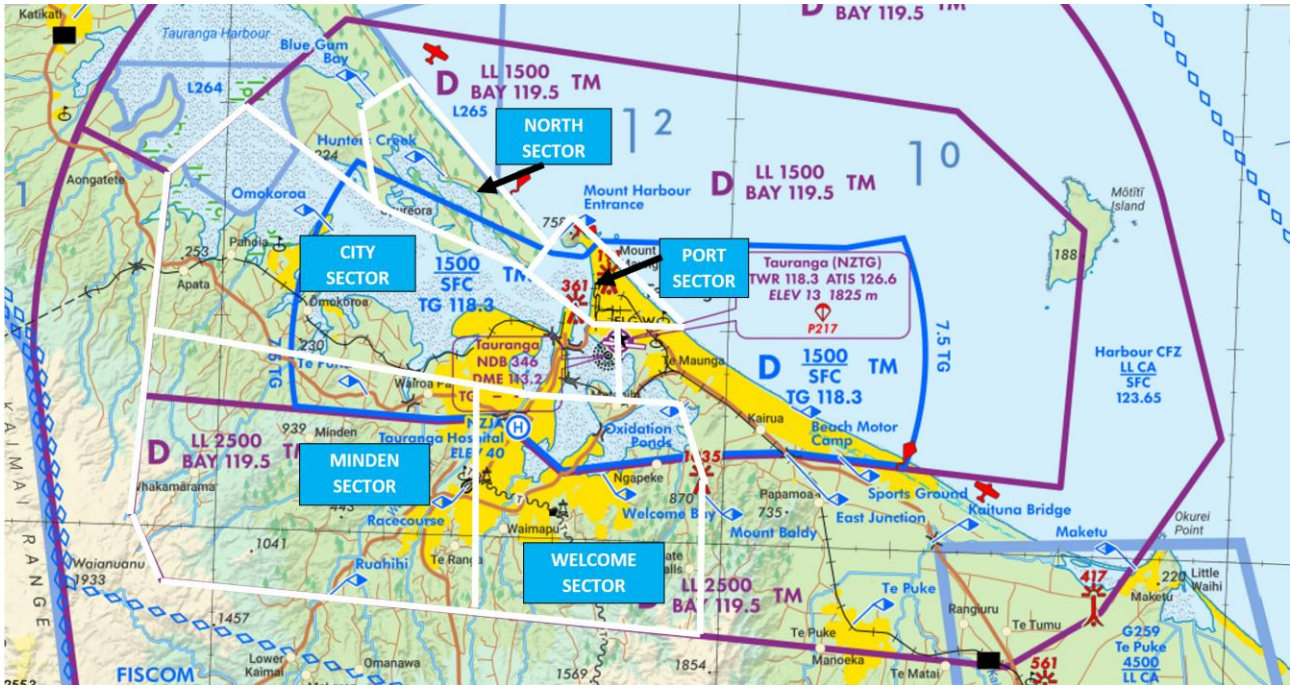 Katikati
Tauranga Harbour
Blue Gum
Bay
L264
D LL 1500 TM
BAY 119.5
L265
D
BAY 119.5 TM
NORTH
SECTOR
1 2
1 0
Hunters Creek
224
Aongatete
Omokoroa
D LL 1500 TM
BAY 119.5
Mount Harbour
Entrance
758
Mount
Mōtītī
Island
188
253
Pahoia
Apata
CITY
SECTOR
1500
SFC
TG 118.3
TM
PORT
SECTOR
361
Omokoroa
Tauranga (NZTG)
TWR 118.3 ATIS 126.6
ELEV 13 1825 m
P217
7.5 TG
230
7.5 TG
Tauranga
NDB 346
DME 113.2
Te Maunga
D 1500 TM
SFC
TG 118.3
Harbour CFZ
LL CA
SFC
123.65
KAIMAI RANGE
939
Minden
D LL 2500
BAY 119.5
NZJA
Tauranga Hospital
ELEV 40
H
Oxidation
Ponds
Kairua
Beach Motor
Camp
MINDEN
SECTOR
Whakamārama
Ngapeke
870
Papamoa
735
Sports Ground
Kaituna Bridge
Okurei
Point
1041
Racecourse
Waimapu
Welcome Bay
Mount Baldy
East Junction
Maketu
Waianuanu
1933
Te Ranga
Ruahihi
WELCOME
SECTOR
LL 2500 TM
BAY 119.5
Te Puke
417
220
Little
Waihi
Maketu
Ranginui
Te Tumu
1457
Te Puke
Manoeka
Te Matai
G259
Te Puke
4500
LL CA
561
FISCOM
Lower
Kaimai
Omanawa
1569
1854
2553